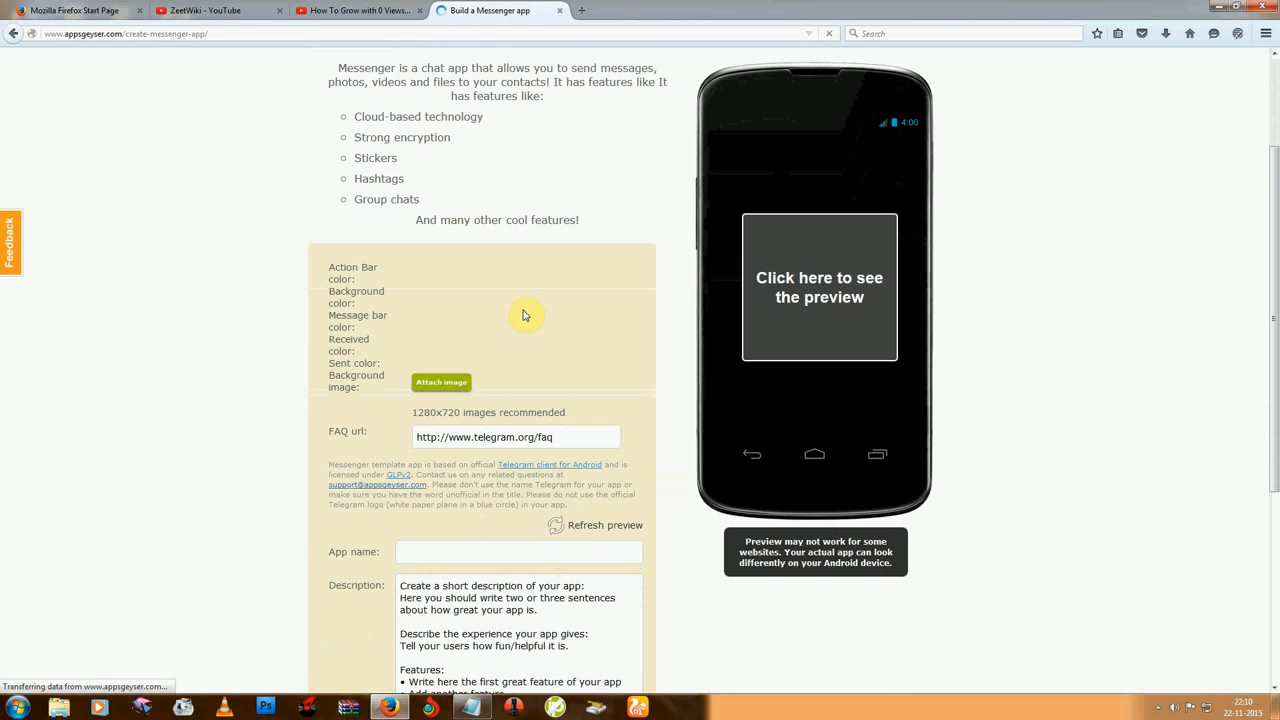 Mozilla Firefox Start Page
ZeetWiki - YouTube
How To Grow with 0 Views...
Build a Messenger app
www.appsgeyser.com/create-messenger-app/
Search
Messenger is a chat app that allows you to send messages,
photos, videos and files to your contacts! It has features like It
has features like:
Cloud-based technology
Strong encryption
Stickers
Hashtags
Group chats
And many other cool features!
Feedback
Action Bar
color:
Background
color:
Message bar
color:
Received
color:
Sent color:
Background
image:
Attach image
1280x720 images recommended
FAQ url:
http://www.telegram.org/faq
Messenger template app is based on official Telegram client for Android and is
licensed under GLPv2. Contact us on any related questions at
support@appsgeyser.com. Please don't use the name Telegram for your app or
make sure you have the word unofficial in the title. Please do not use the official
Telegram logo (white paper plane in a blue circle) in your app.
Refresh preview
App name:
Description:
Create a short description of your app:
Here you should write two or three sentences
about how great your app is.
Describe the experience your app gives:
Tell your users how fun/helpful it is.
Features:
• Write here the first great feature of your app
• Add another feature
4:00
Click here to see
the preview
Preview may not work for some
websites. Your actual app can look
differently on your Android device.
Transferring data from www.appsgeyser.com...
Ps
22:10
22-11-2015